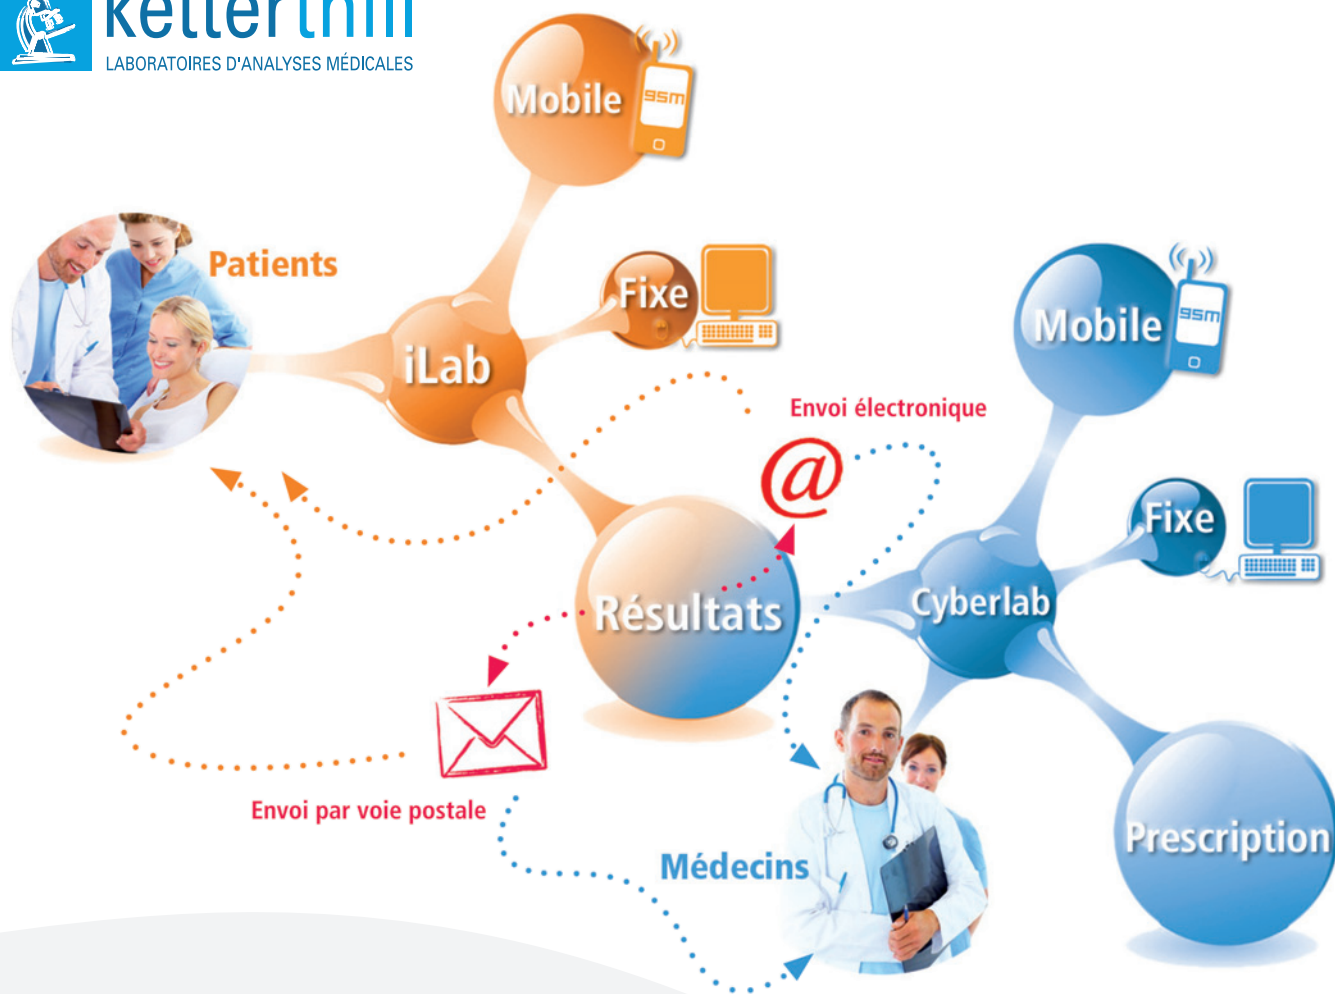 ketterthill
LABORATOIRES D'ANALYSES MÉDICALES
Mobile
gsm
Patients
Fixe
iLab
Mobile
gsm
Envoi électronique
@
Fixe
Résultats
Cyberlab
Envoi par voie postale
Médecins
Prescription